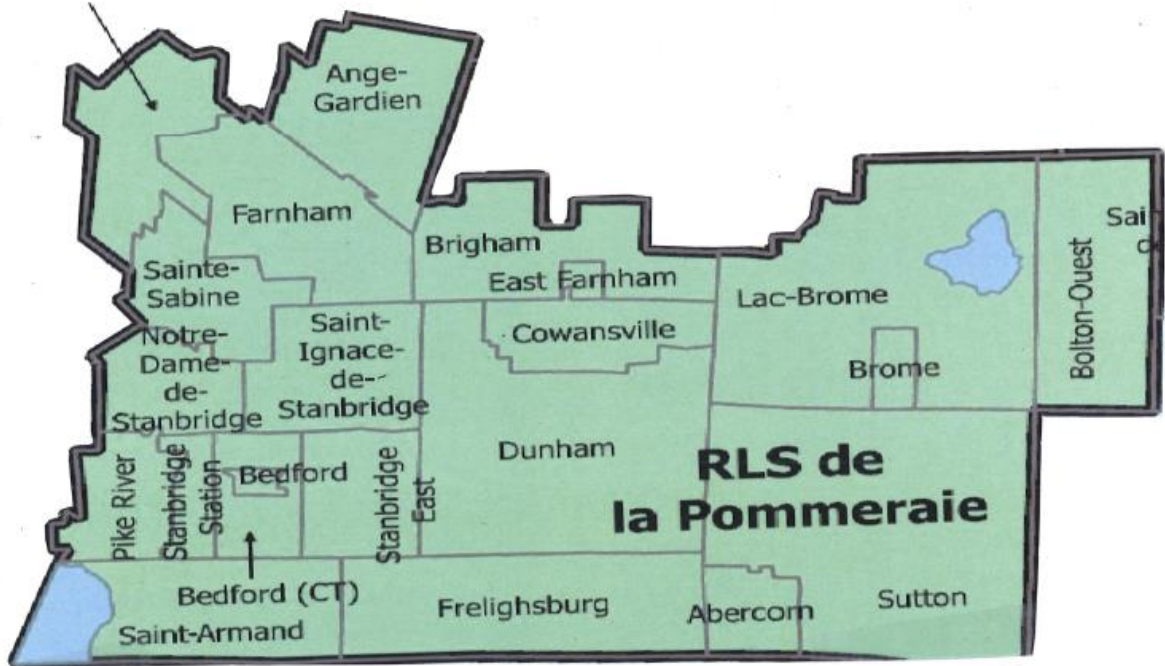 Ange-
Gardien
Farnham
Brigham
East Farnham
Sainte-
Sabine
Lac-Brome
Bolton-Ouest
Notre-
Dame-
de-
Stanbridge
Saint-
Ignace-
de-
Stanbridge
Cowansville
Brome
Dunham
RLS de
la Pommeraie
Pike River
Stanbridge
Station
Bedford
Stanbridge
East
Bedford (CT)
Saint-Armand
Frelighsburg
Abercorn
Sutton